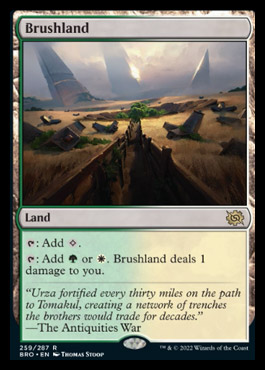 Brushland
Land
: Add .
: Add or . Brushland deals 1
damage to you.
"Urza fortified every thirty miles on the path
to Tomakul, creating a network of trenches
the brothers would trade for decades."
—The Antiquities War
259/287 R
BRO • EN Thomas Stoop
™ & © 2022 Wizards of the Coast